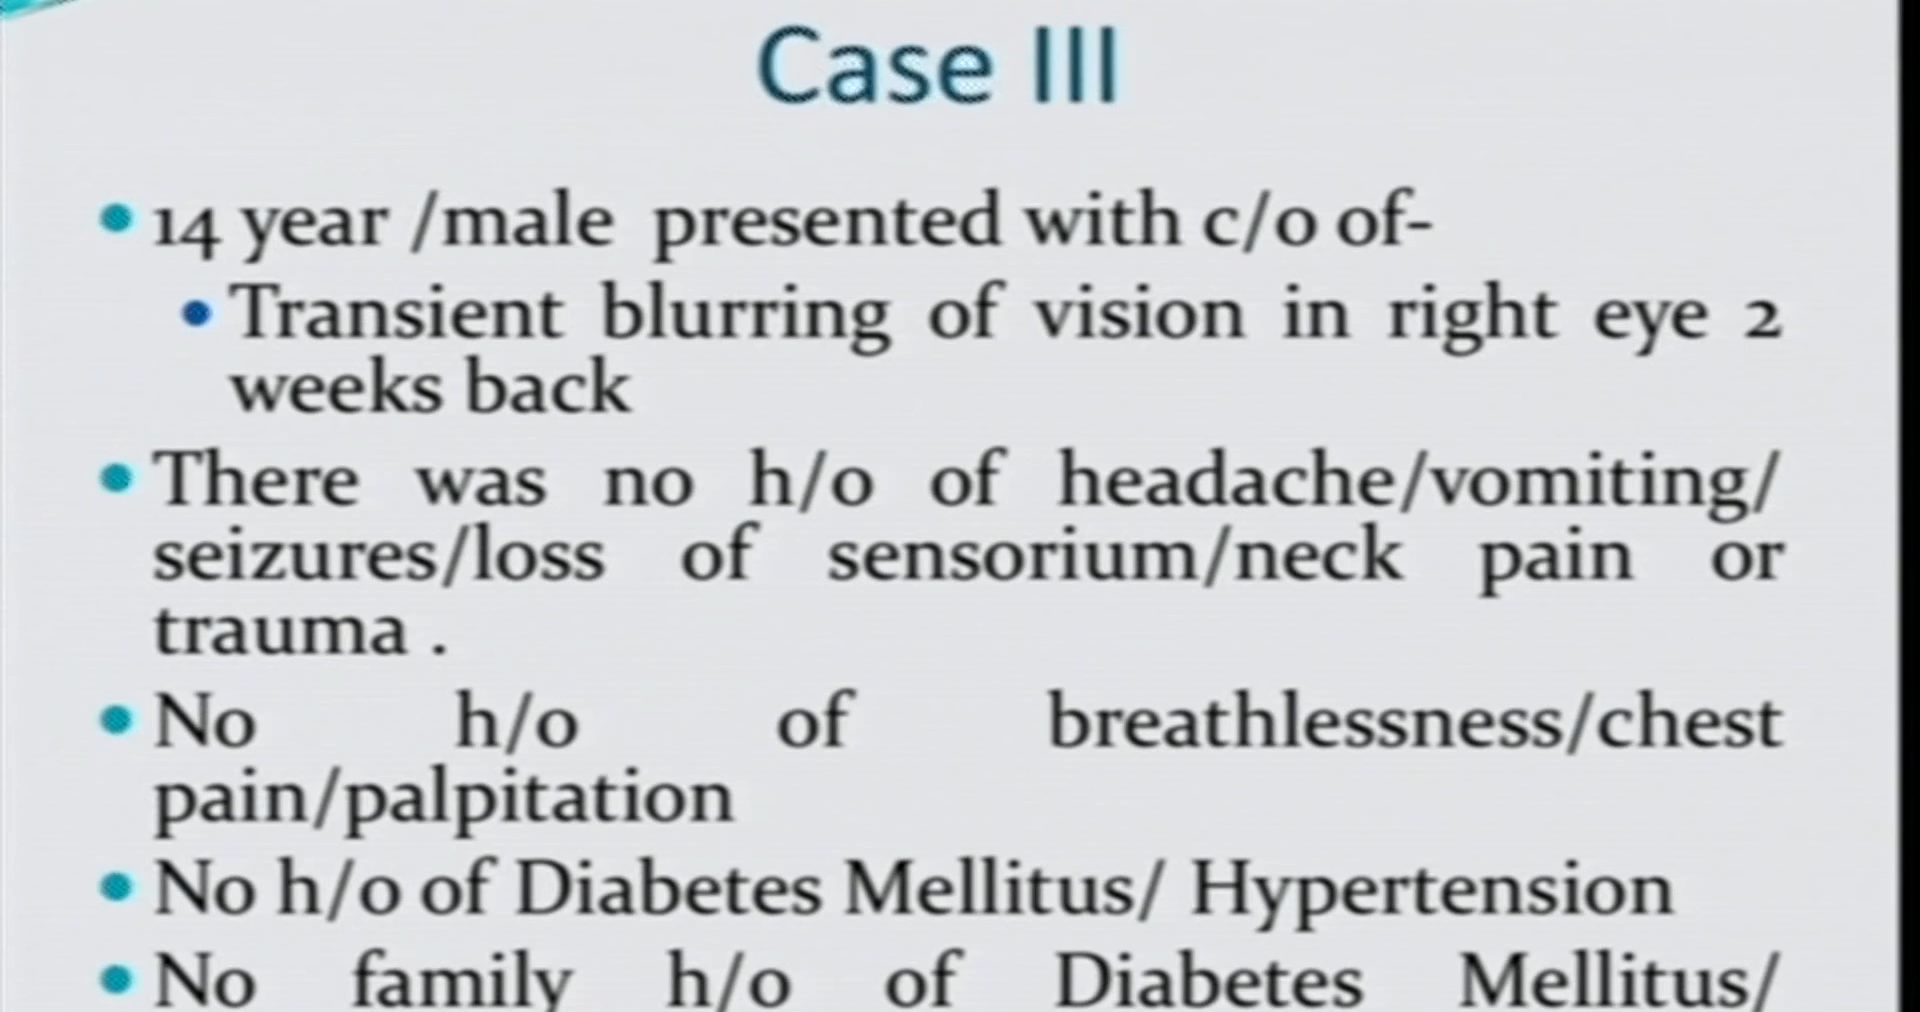 Case III
14 year /male presented with c/o of-
Transient blurring of vision in right eye 2
weeks back
There was no h/o of headache/vomiting/
seizures/loss of sensorium/neck pain or
trauma .
No h/o of breathlessness/chest
pain/palpitation
No h/o of Diabetes Mellitus/ Hypertension
No family h/o of Diabetes Mellitus/